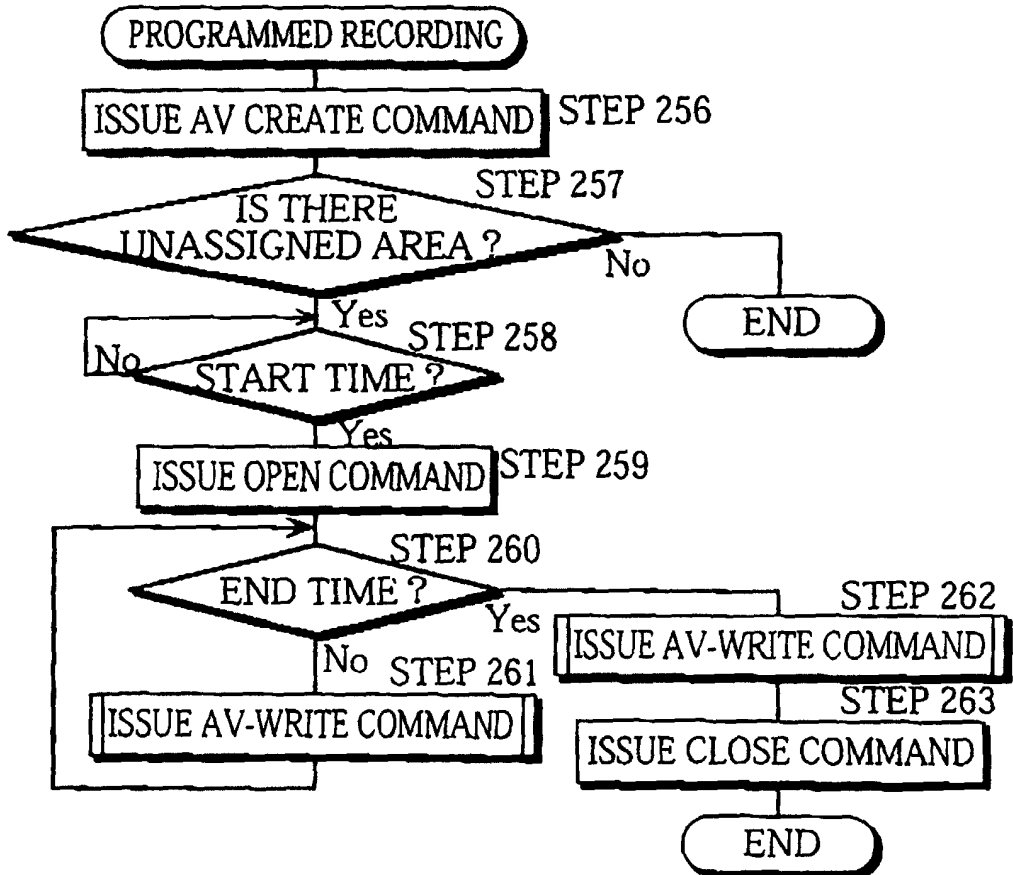 PROGRAMMED RECORDING
ISSUE AV CREATE COMMAND
STEP 256
STEP 257
IS THERE
UNASSIGNED AREA ?
No
END
Yes
STEP 258
No
START TIME ?
Yes
ISSUE OPEN COMMAND
STEP 259
STEP 260
END TIME ?
Yes
No
STEP 261
ISSUE AV-WRITE COMMAND
STEP 262
ISSUE AV-WRITE COMMAND
STEP 263
ISSUE CLOSE COMMAND
END